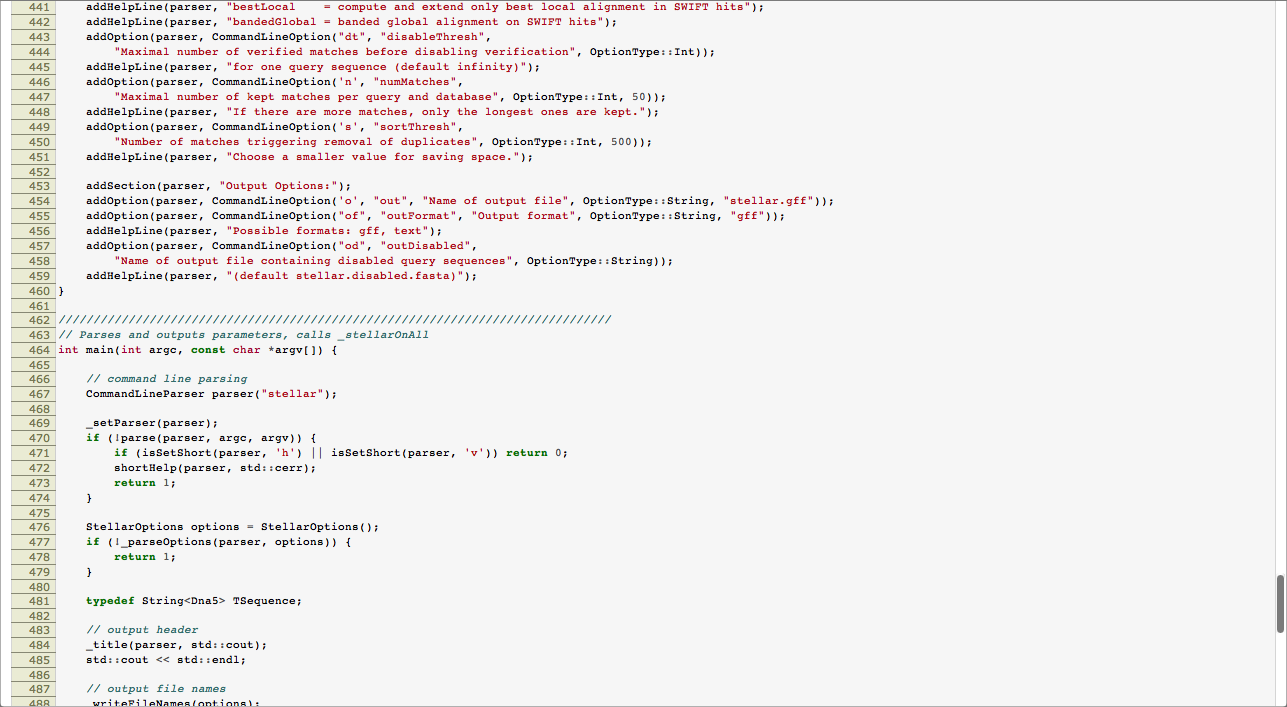 441     addHelpLine(parser, "bestLocal    = compute and extend only best local alignment in SWIFT hits");
442     addHelpLine(parser, "bandedGlobal = banded global alignment on SWIFT hits");
443     addOption(parser, CommandLineOption("dt", "disableThresh",
444         "Maximal number of verified matches before disabling verification", OptionType::Int));
445     addHelpLine(parser, "for one query sequence (default infinity)");
446     addOption(parser, CommandLineOption('n', "numMatches",
447         "Maximal number of kept matches per query and database", OptionType::Int, 50));
448     addHelpLine(parser, "If there are more matches, only the longest ones are kept.");
449     addOption(parser, CommandLineOption('s', "sortThresh",
450         "Number of matches triggering removal of duplicates", OptionType::Int, 500));
451     addHelpLine(parser, "Choose a smaller value for saving space.");
452
453     addSection(parser, "Output Options:");
454     addOption(parser, CommandLineOption('o', "out", "Name of output file", OptionType::String, "stellar.gff"));
455     addOption(parser, CommandLineOption("of", "outFormat", "Output format", OptionType::String, "gff"));
456     addHelpLine(parser, "Possible formats: gff, text");
457     addOption(parser, CommandLineOption("od", "outDisabled",
458         "Name of output file containing disabled query sequences", OptionType::String));
459     addHelpLine(parser, "(default stellar.disabled.fasta)");
460 }
461
462 ///////////////////////////////////////////////////////////////////////////////
463 // Parses and outputs parameters, calls _stellarOnAll
464 int main(int argc, const char *argv[]) {
465
466     // command line parsing
467     CommandLineParser parser("stellar");
468
469     _setParser(parser);
470     if (!parse(parser, argc, argv)) {
471         if (isSetShort(parser, 'h') || isSetShort(parser, 'v')) return 0;
472         shortHelp(parser, std::cerr);
473         return 1;
474     }
475
476     StellarOptions options = StellarOptions();
477     if (!_parseOptions(parser, options)) {
478         return 1;
479     }
480
481     typedef String<Dna5> TSequence;
482
483     // output header
484     _title(parser, std::cout);
485     std::cout << std::endl;
486
487     // output file names
488     _writeFileNames(options);